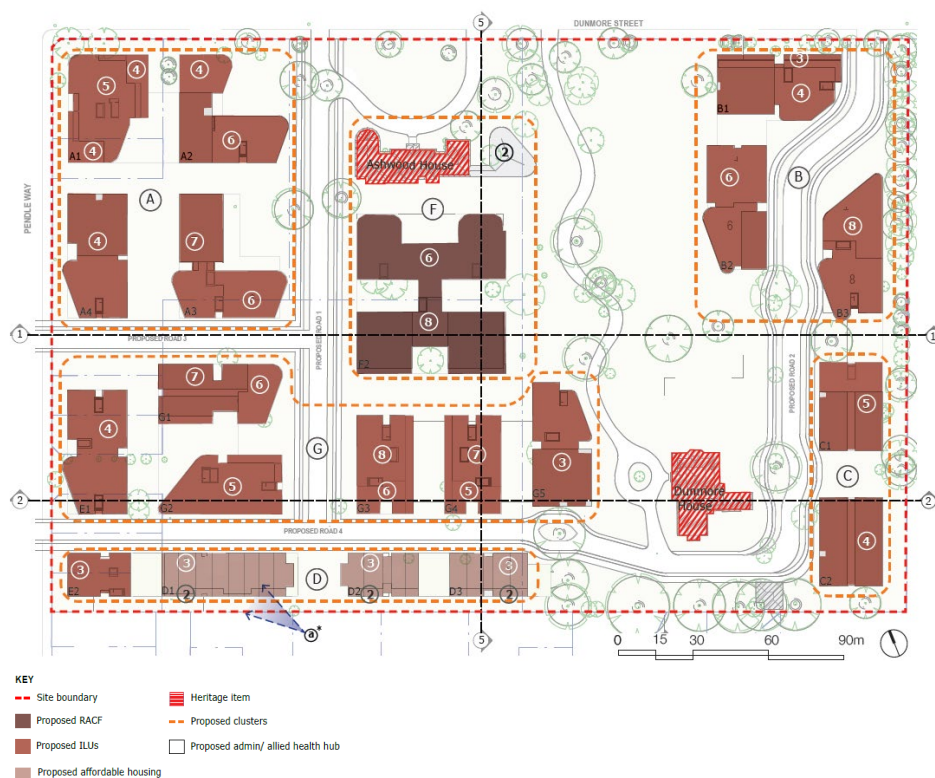 DUNMORE STREET
5
3
4
4
4
5
B1
4
Ashwood House
2
6
4
A1
A2
6
B
PENDLE WAY
A
F
8
4
7
6
6
8
B2
6
8
A4
A3
B3
1
1
PROPOSED ROAD 3
PROPOSED ROAD 1
F2
PROPOSED ROAD 2
7
6
G1
4
5
C1
G
8
7
3
C
5
6
5
E1
G2
G3
G4
G5
Dunmore House
2
2
PROPOSED ROAD 4
4
3
3
3
3
E2
D1
D
D2
D3
C2
2
2
2
a*
5
0 15 30 60 90m
KEY
Site boundary
Heritage item
Proposed RACF
Proposed clusters
Proposed ILUs
Proposed admin/ allied health hub
Proposed affordable housing